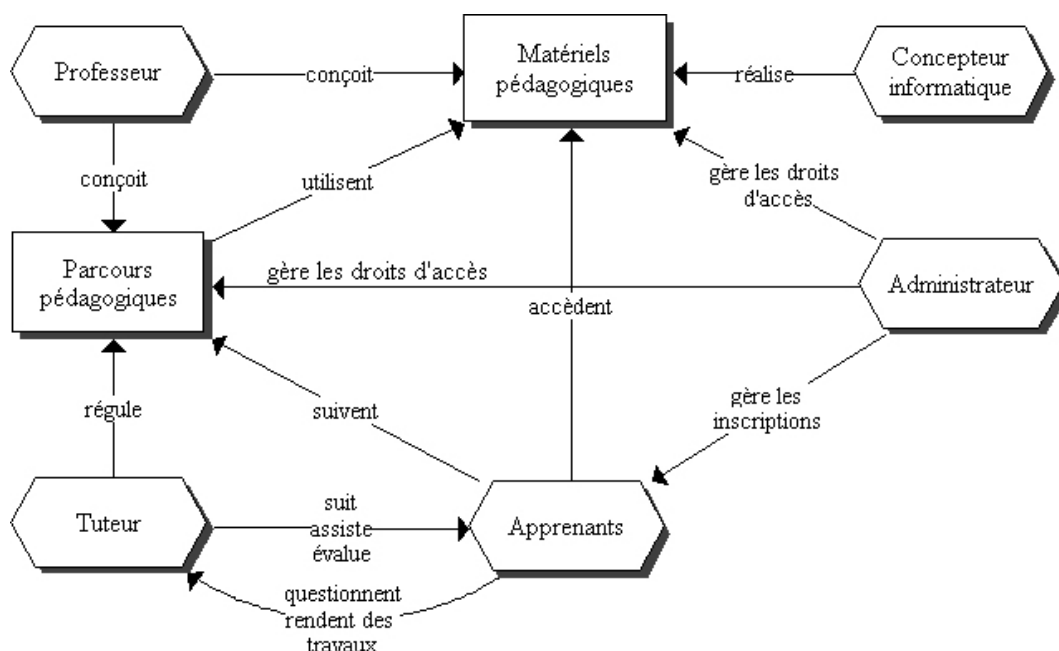 Professeur
conçoit
Matériels
pédagogiques
réalise
Concepteur
informatique
conçoit
utilisent
gère les droits
d'accès
Parcours
pédagogiques
gère les droits d'accès
accèdent
Administrateur
régule
suivent
gère les
inscriptions
Tuteur
suit
assiste
évalue
Apprenants
questionnent
rendent des
travaux